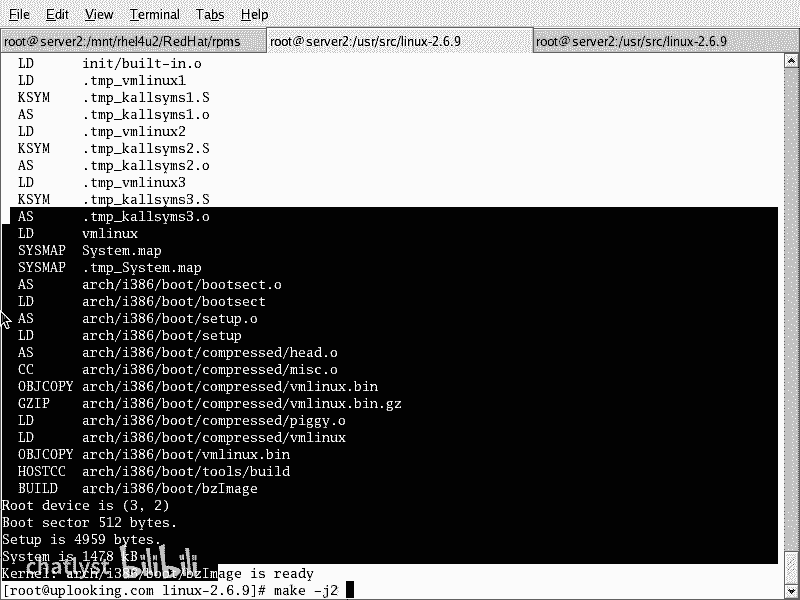 File Edit View Terminal Tabs Help
root@server2:/mnt/rhel4u2/RedHat/rpms root@server2:/usr/src/linux-2.6.9 root@server2:/usr/src/linux-2.6.9
LD init/built-in.o
LD .tmp_vmlinux1
KSYM .tmp_kallsyms1.S
AS .tmp_kallsyms1.o
LD .tmp_vmlinux2
KSYM .tmp_kallsyms2.S
AS .tmp_kallsyms2.o
LD .tmp_vmlinux3
KSYM .tmp_kallsyms3.S
AS .tmp_kallsyms3.o
LD vmlinux
SYSMAP System.map
SYSMAP .tmp_System.map
AS arch/i386/boot/bootsect.o
LD arch/i386/boot/bootsect
AS arch/i386/boot/setup.o
LD arch/i386/boot/setup
AS arch/i386/boot/compressed/head.o
CC arch/i386/boot/compressed/misc.o
OBJCOPY arch/i386/boot/compressed/vmlinux.bin
GZIP arch/i386/boot/compressed/vmlinux.bin.gz
LD arch/i386/boot/compressed/piggy.o
LD arch/i386/boot/compressed/vmlinux
OBJCOPY arch/i386/boot/vmlinux.bin
HOSTCC arch/i386/boot/tools/build
BUILD arch/i386/boot/bzImage
Root device is (3, 2)
Boot sector 512 bytes.
Setup is 4959 bytes.
System is 1478 kB
chatlyst bilibili
Kernel: arch/i386/boot/bzImage is ready
[root@uplooking.com linux-2.6.9]# make -j2